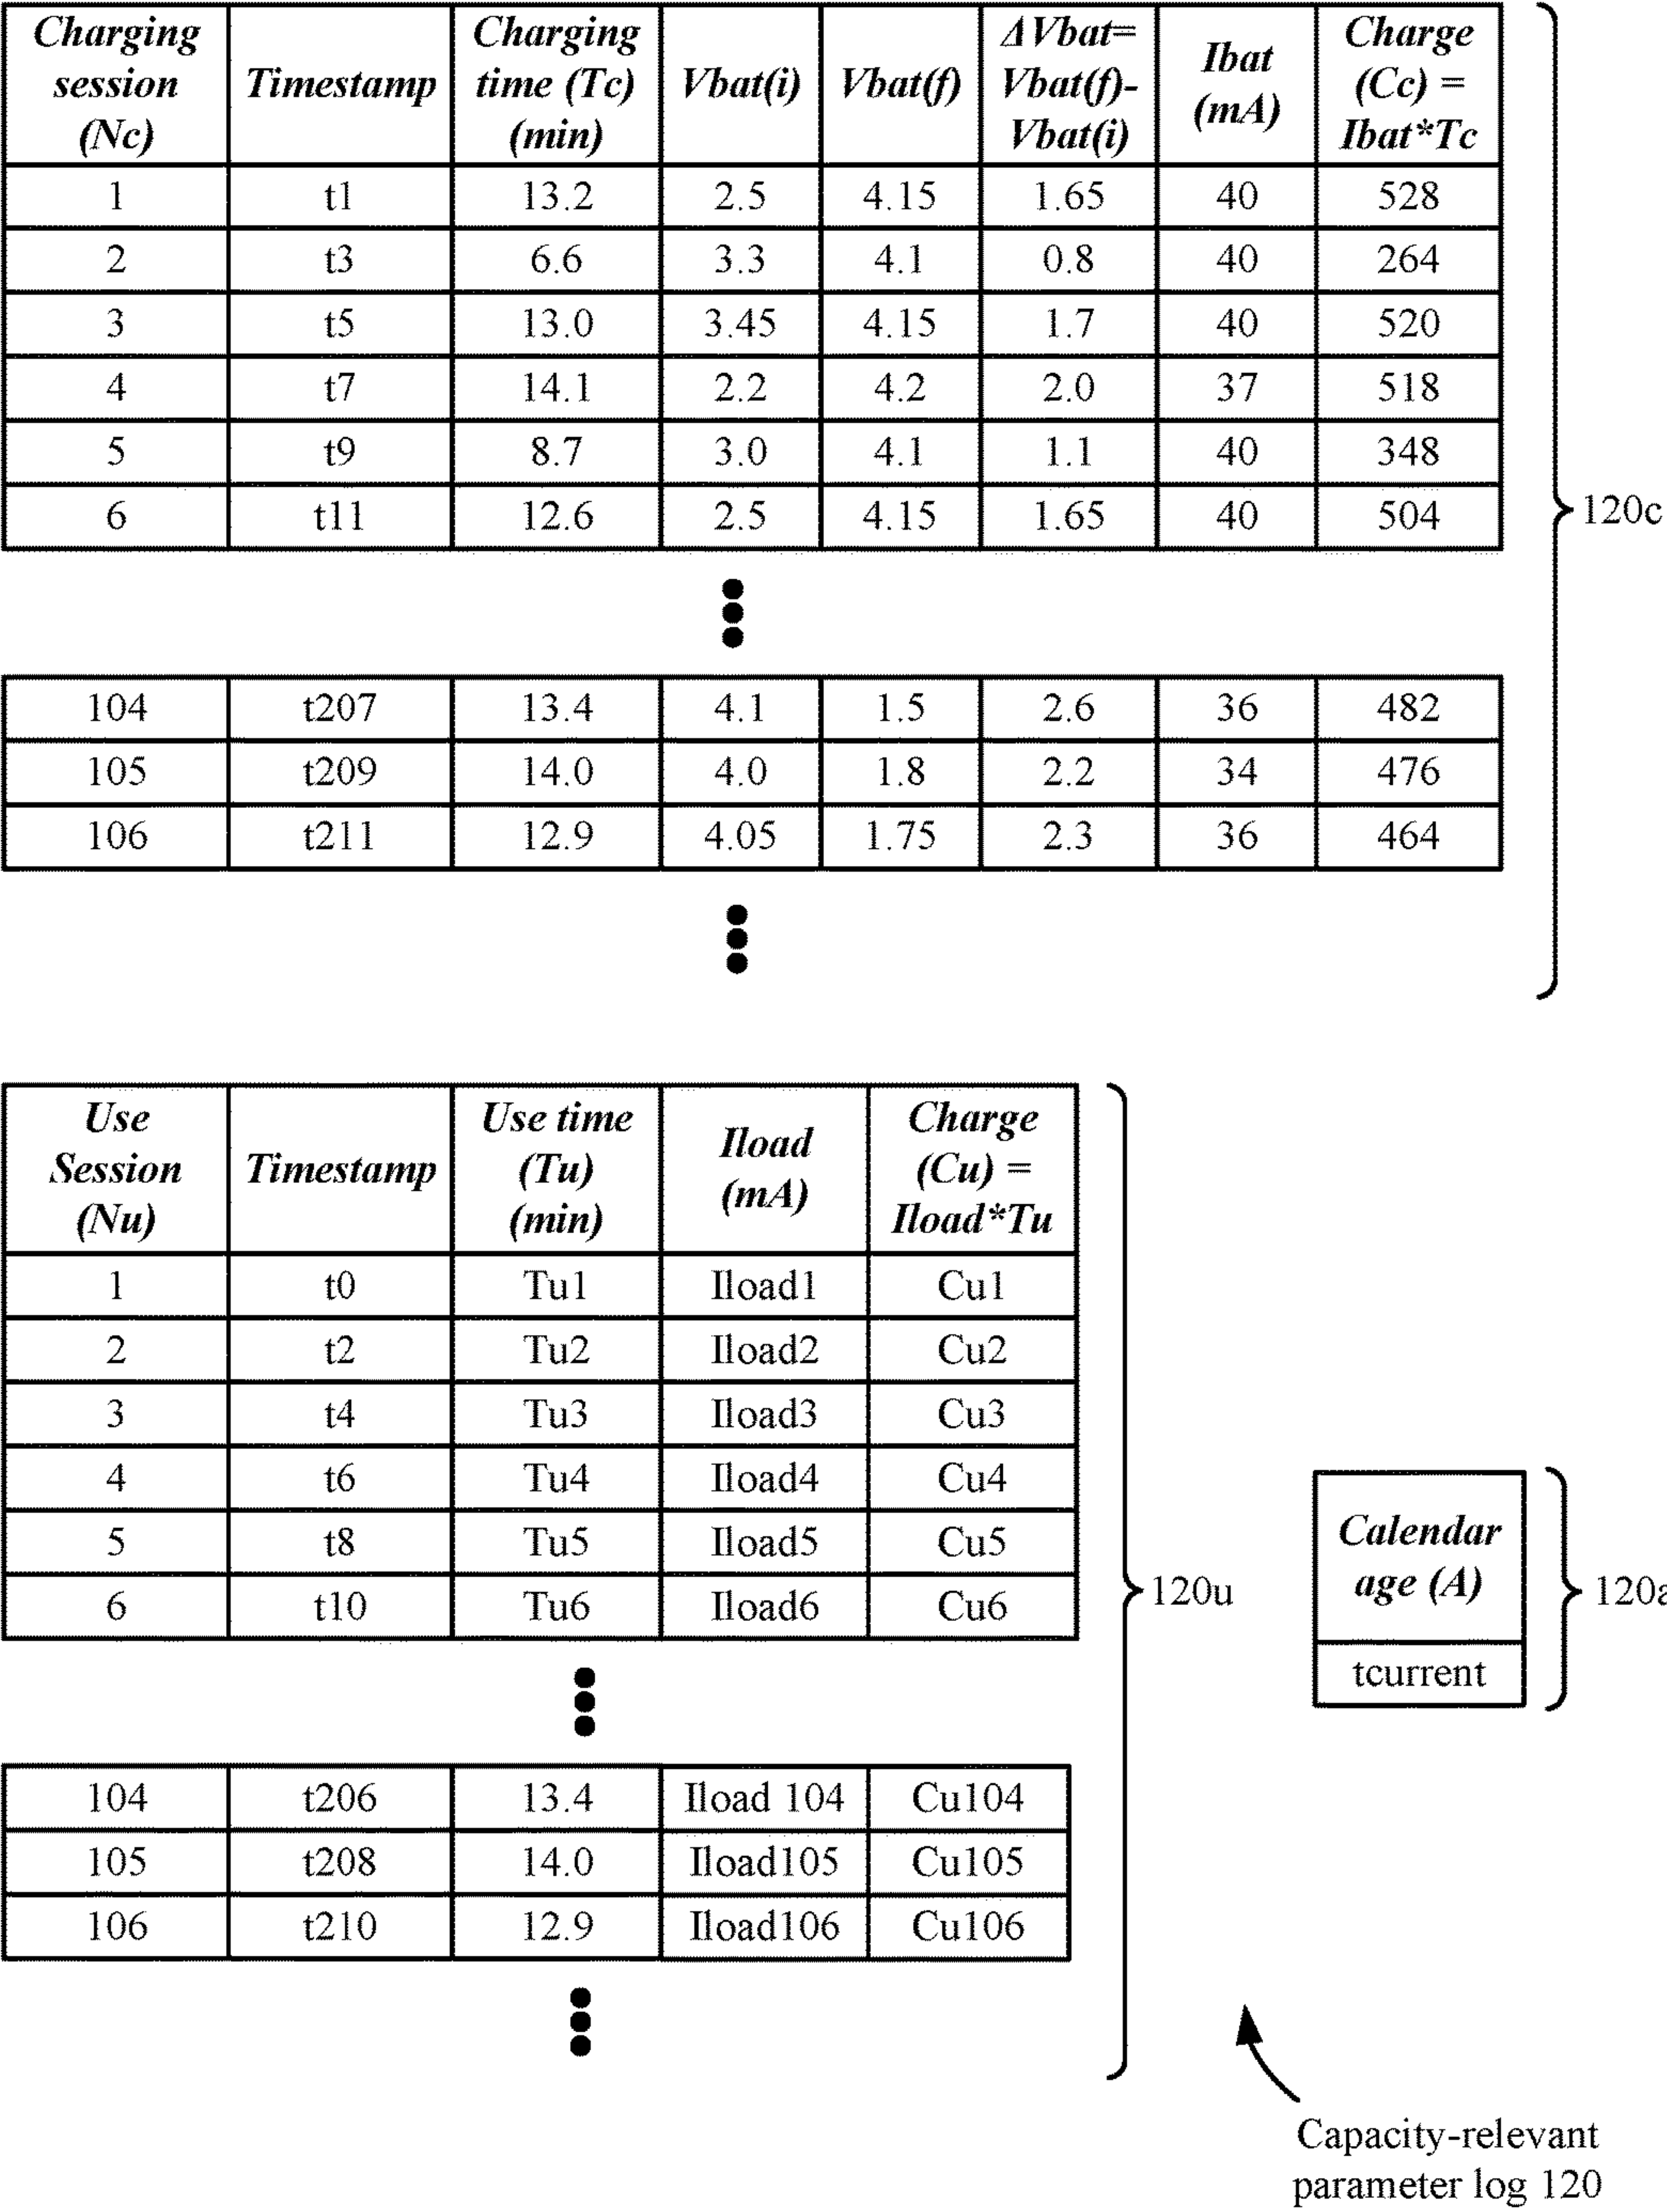 Charging session (Nc) Timestamp Charging time (Tc) (min) Vbat(i) Vbat(f) ΔVbat= Vbat(f)- Vbat(i) Ibat (mA) Charge (Cc) = Ibat*Tc
1 t1 13.2 2.5 4.15 1.65 40 528
2 t3 6.6 3.3 4.1 0.8 40 264
3 t5 13.0 3.45 4.15 1.7 40 520
4 t7 14.1 2.2 4.2 2.0 37 518
5 t9 8.7 3.0 4.1 1.1 40 348
6 t11 12.6 2.5 4.15 1.65 40 504
120c
104 t207 13.4 4.1 1.5 2.6 36 482
105 t209 14.0 4.0 1.8 2.2 34 476
106 t211 12.9 4.05 1.75 2.3 36 464
Use Session (Nu) Timestamp Use time (Tu) (min) Iload (mA) Charge (Cu) = Iload*Tu
1 t0 Tu1 Iload1 Cu1
2 t2 Tu2 Iload2 Cu2
3 t4 Tu3 Iload3 Cu3
4 t6 Tu4 Iload4 Cu4
5 t8 Tu5 Iload5 Cu5
6 t10 Tu6 Iload6 Cu6
120u
104 t206 13.4 Iload 104 Cu104
105 t208 14.0 Iload105 Cu105
106 t210 12.9 Iload106 Cu106
Calendar
age (A)
tcurrent
120a
Capacity-relevant
parameter log 120